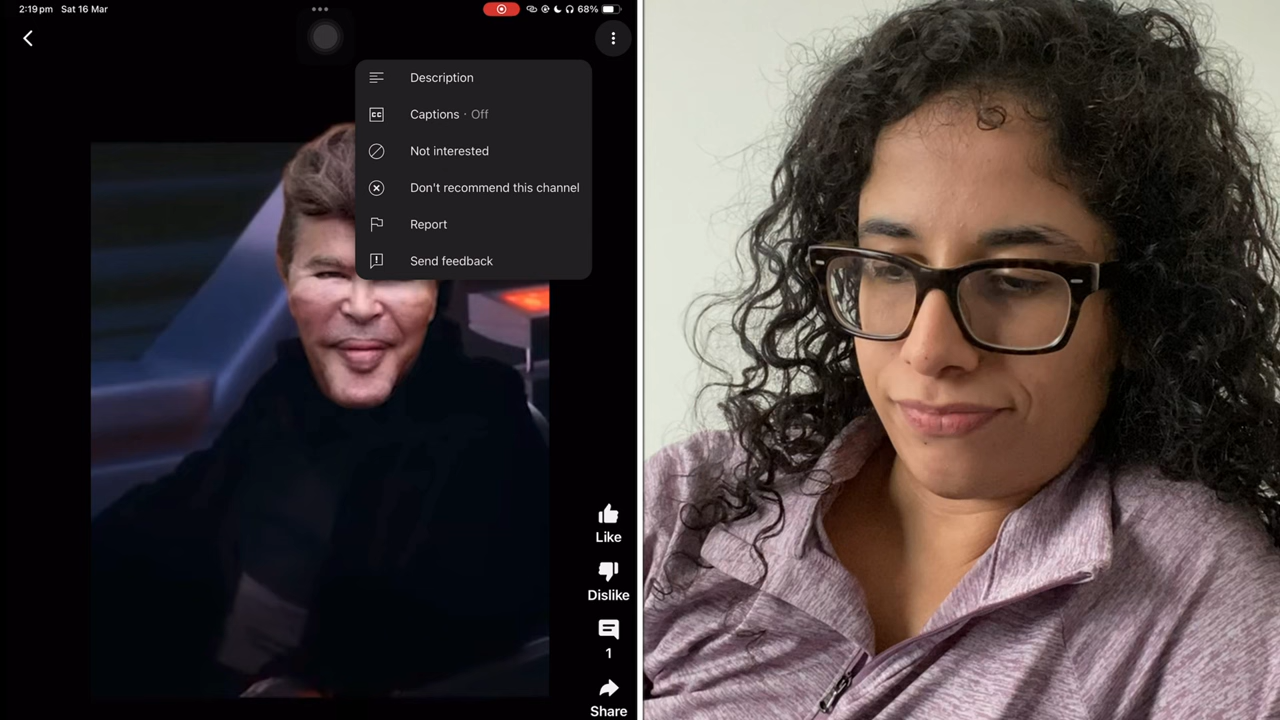 2:19 pm Sat 16 Mar
68%
Description
CC Captions · Off
Not interested
Don't recommend this channel
Report
Send feedback
Like
Dislike
1
Share